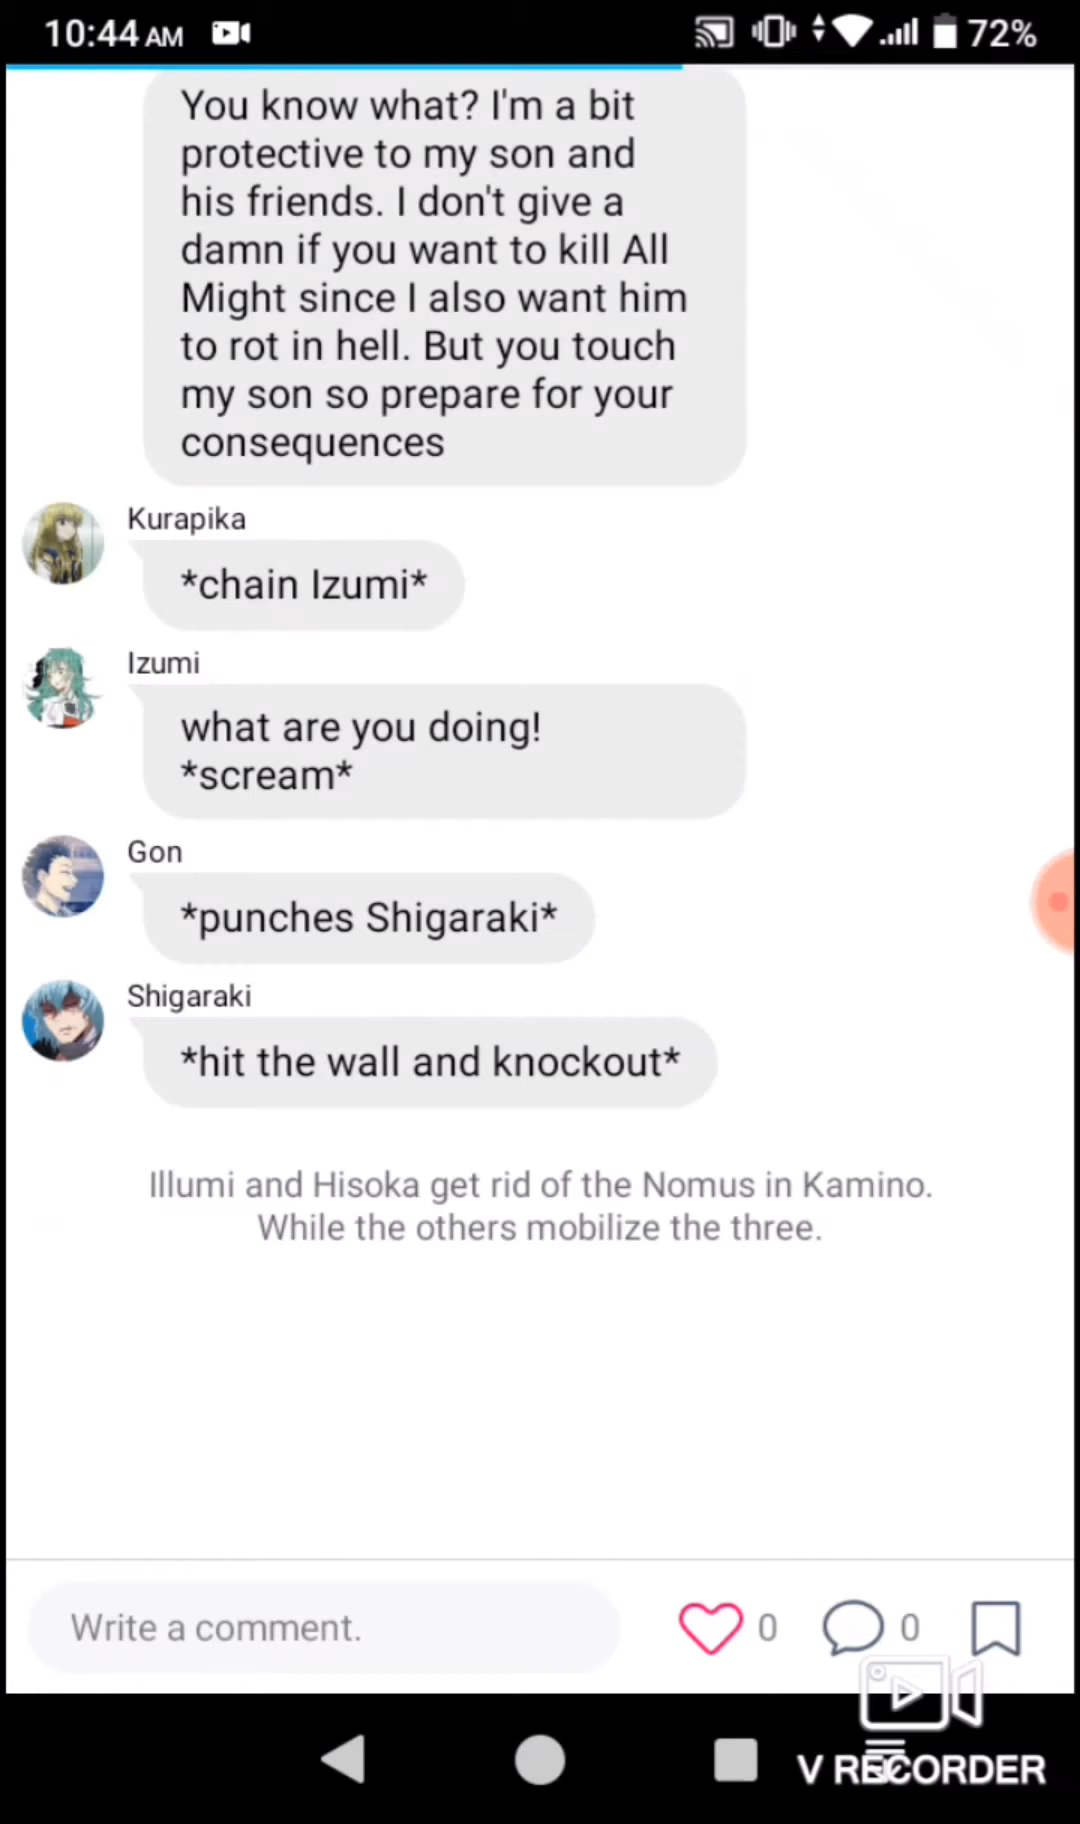 10:44 AM
72%
You know what? I'm a bit
protective to my son and
his friends. I don't give a
damn if you want to kill All
Might since I also want him
to rot in hell. But you touch
my son so prepare for your
consequences
Kurapika
*chain Izumi*
Izumi
what are you doing!
*scream*
Gon
*punches Shigaraki*
Shigaraki
*hit the wall and knockout*
Illumi and Hisoka get rid of the Nomus in Kamino.
While the others mobilize the three.
Write a comment.
0
0
V RECORDER